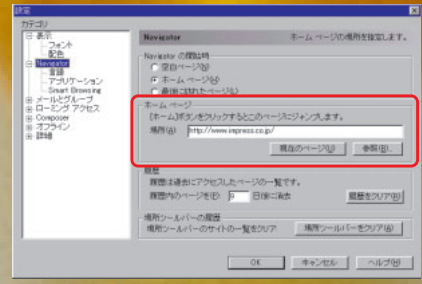 設定
カテゴリ
表示
フォント
配色
Navigator
言語
アプリケーション
Smart Browsing
メールとグループ
ローミング アクセス
Composer
オフライン
詳細
Navigator ホーム ページの場所を指定します。
Navigator の開始時
空白ページ(B)
ホーム ページ(H)
最後に訪れたページ(L)
ホーム ページ
[ホーム]ボタンをクリックするとこのページにジャンプします。
場所(A): http://www.impress.co.jp/
現在のページ(U) 参照(R)...
履歴
履歴は過去にアクセスしたページの一覧です。
履歴内のページを(P) 9 日後に消去 履歴をクリア(R)
場所ツールバーの履歴
場所ツールバーのサイトの一覧をクリア 場所ツールバーをクリア(A)
OK キャンセル ヘルプ(H)